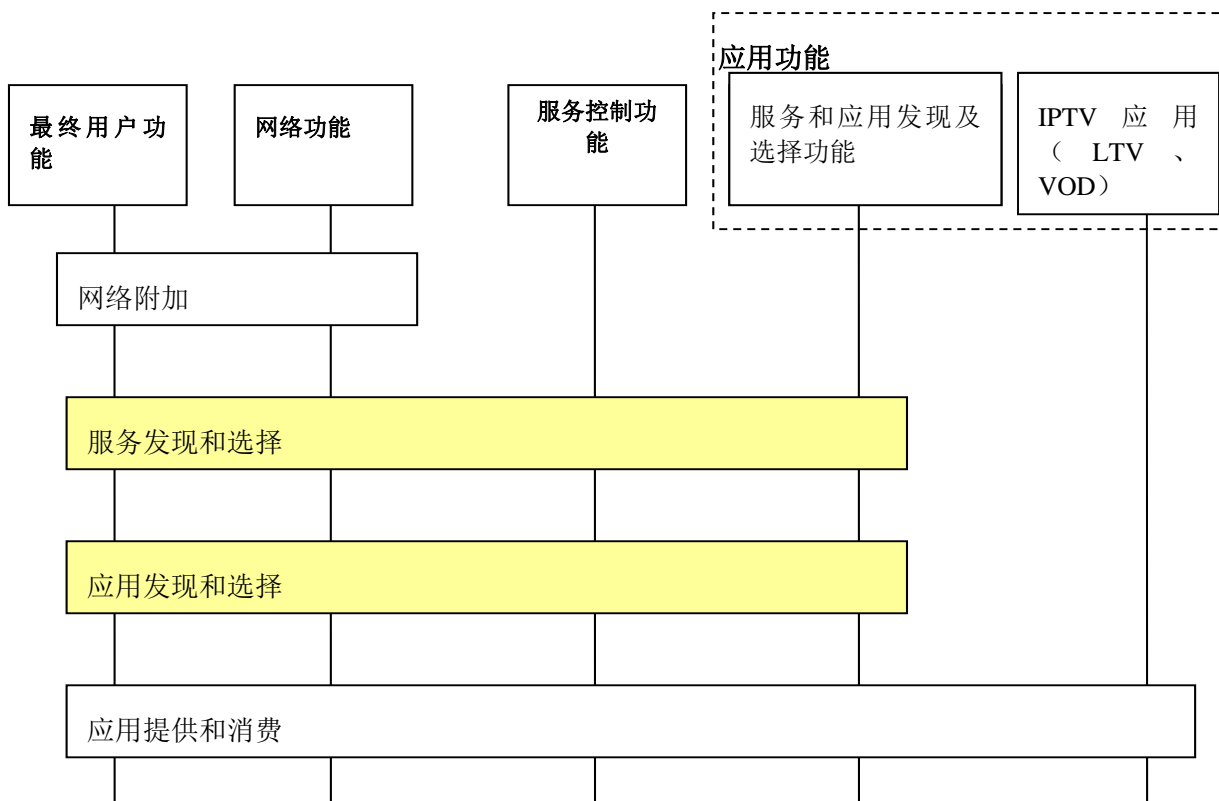 应用功能
最终用户功
能
网络功能
服务控制功
能
服务和应用发现及
选择功能
IPTV 应 用
（ LTV 、
VOD）
网络附加
服务发现和选择
应用发现和选择
应用提供和消费